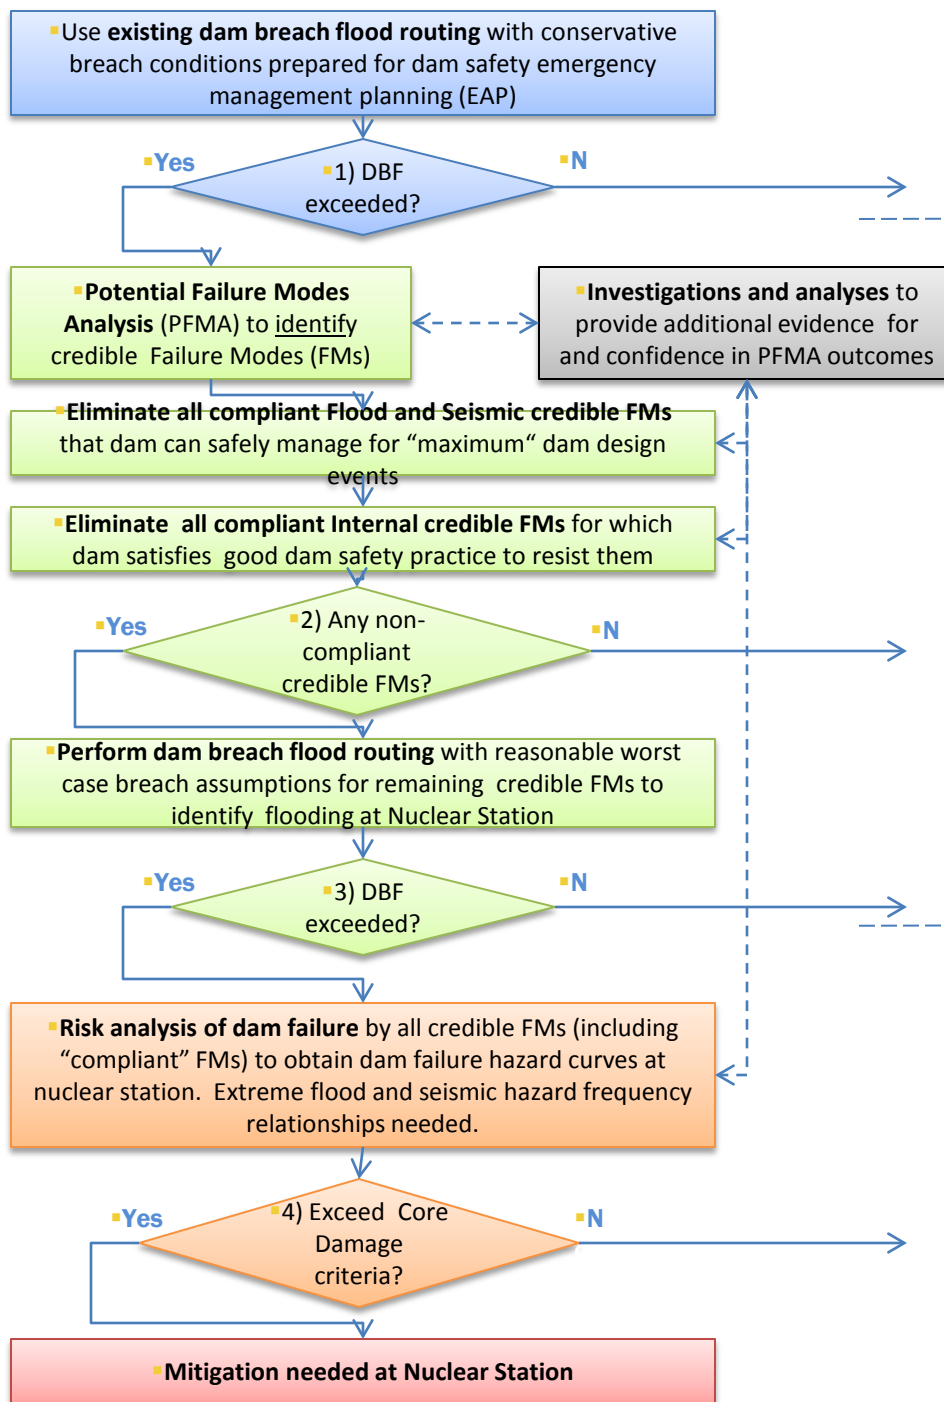 ▪Use existing dam breach flood routing with conservative
breach conditions prepared for dam safety emergency
management planning (EAP)
▪Yes
▪1) DBF
exceeded?
▪N
▪Potential Failure Modes
Analysis (PFMA) to identify
credible Failure Modes (FMs)
▪Investigations and analyses to
provide additional evidence for
and confidence in PFMA outcomes
▪Eliminate all compliant Flood and Seismic credible FMs
that dam can safely manage for “maximum“ dam design
events
▪Eliminate all compliant Internal credible FMs for which
dam satisfies good dam safety practice to resist them
▪Yes
▪2) Any non-
compliant
credible FMs?
▪N
▪Perform dam breach flood routing with reasonable worst
case breach assumptions for remaining credible FMs to
identify flooding at Nuclear Station
▪Yes
▪3) DBF
exceeded?
▪N
▪Risk analysis of dam failure by all credible FMs (including
“compliant” FMs) to obtain dam failure hazard curves at
nuclear station. Extreme flood and seismic hazard frequency
relationships needed.
▪Yes
▪4) Exceed Core
Damage
criteria?
▪N
▪Mitigation needed at Nuclear Station